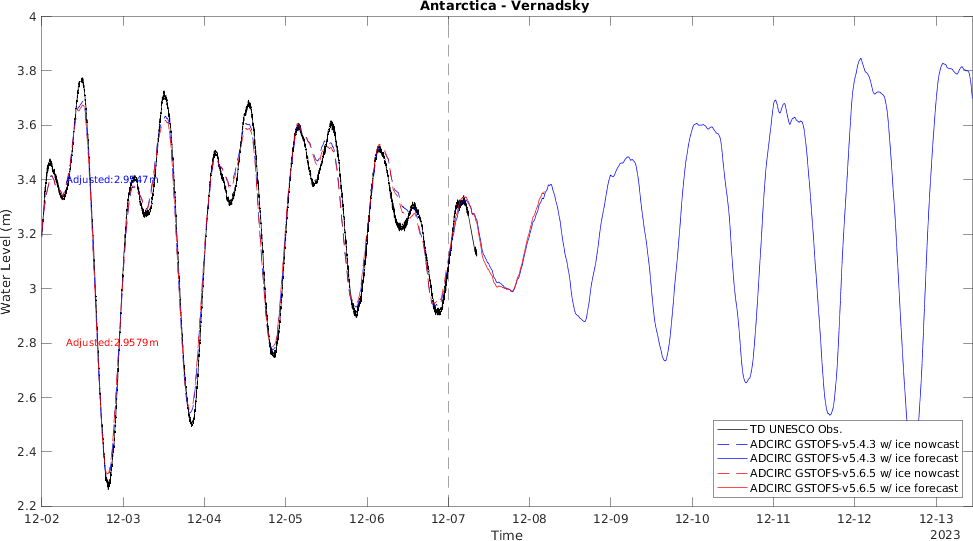 Antarctica - Vernadsky
Water Level (m)
4
3.8
3.6
3.4
3.2
3
2.8
2.6
2.4
2.2
Adjusted:2.9547m
Adjusted:2.9579m
TD UNESCO Obs.
ADCIRC GSTOFS-v5.4.3 w/ ice nowcast
ADCIRC GSTOFS-v5.4.3 w/ ice forecast
ADCIRC GSTOFS-v5.6.5 w/ ice nowcast
ADCIRC GSTOFS-v5.6.5 w/ ice forecast
12-02 12-03 12-04 12-05 12-06 12-07 12-08 12-09 12-10 12-11 12-12 12-13
Time
2023